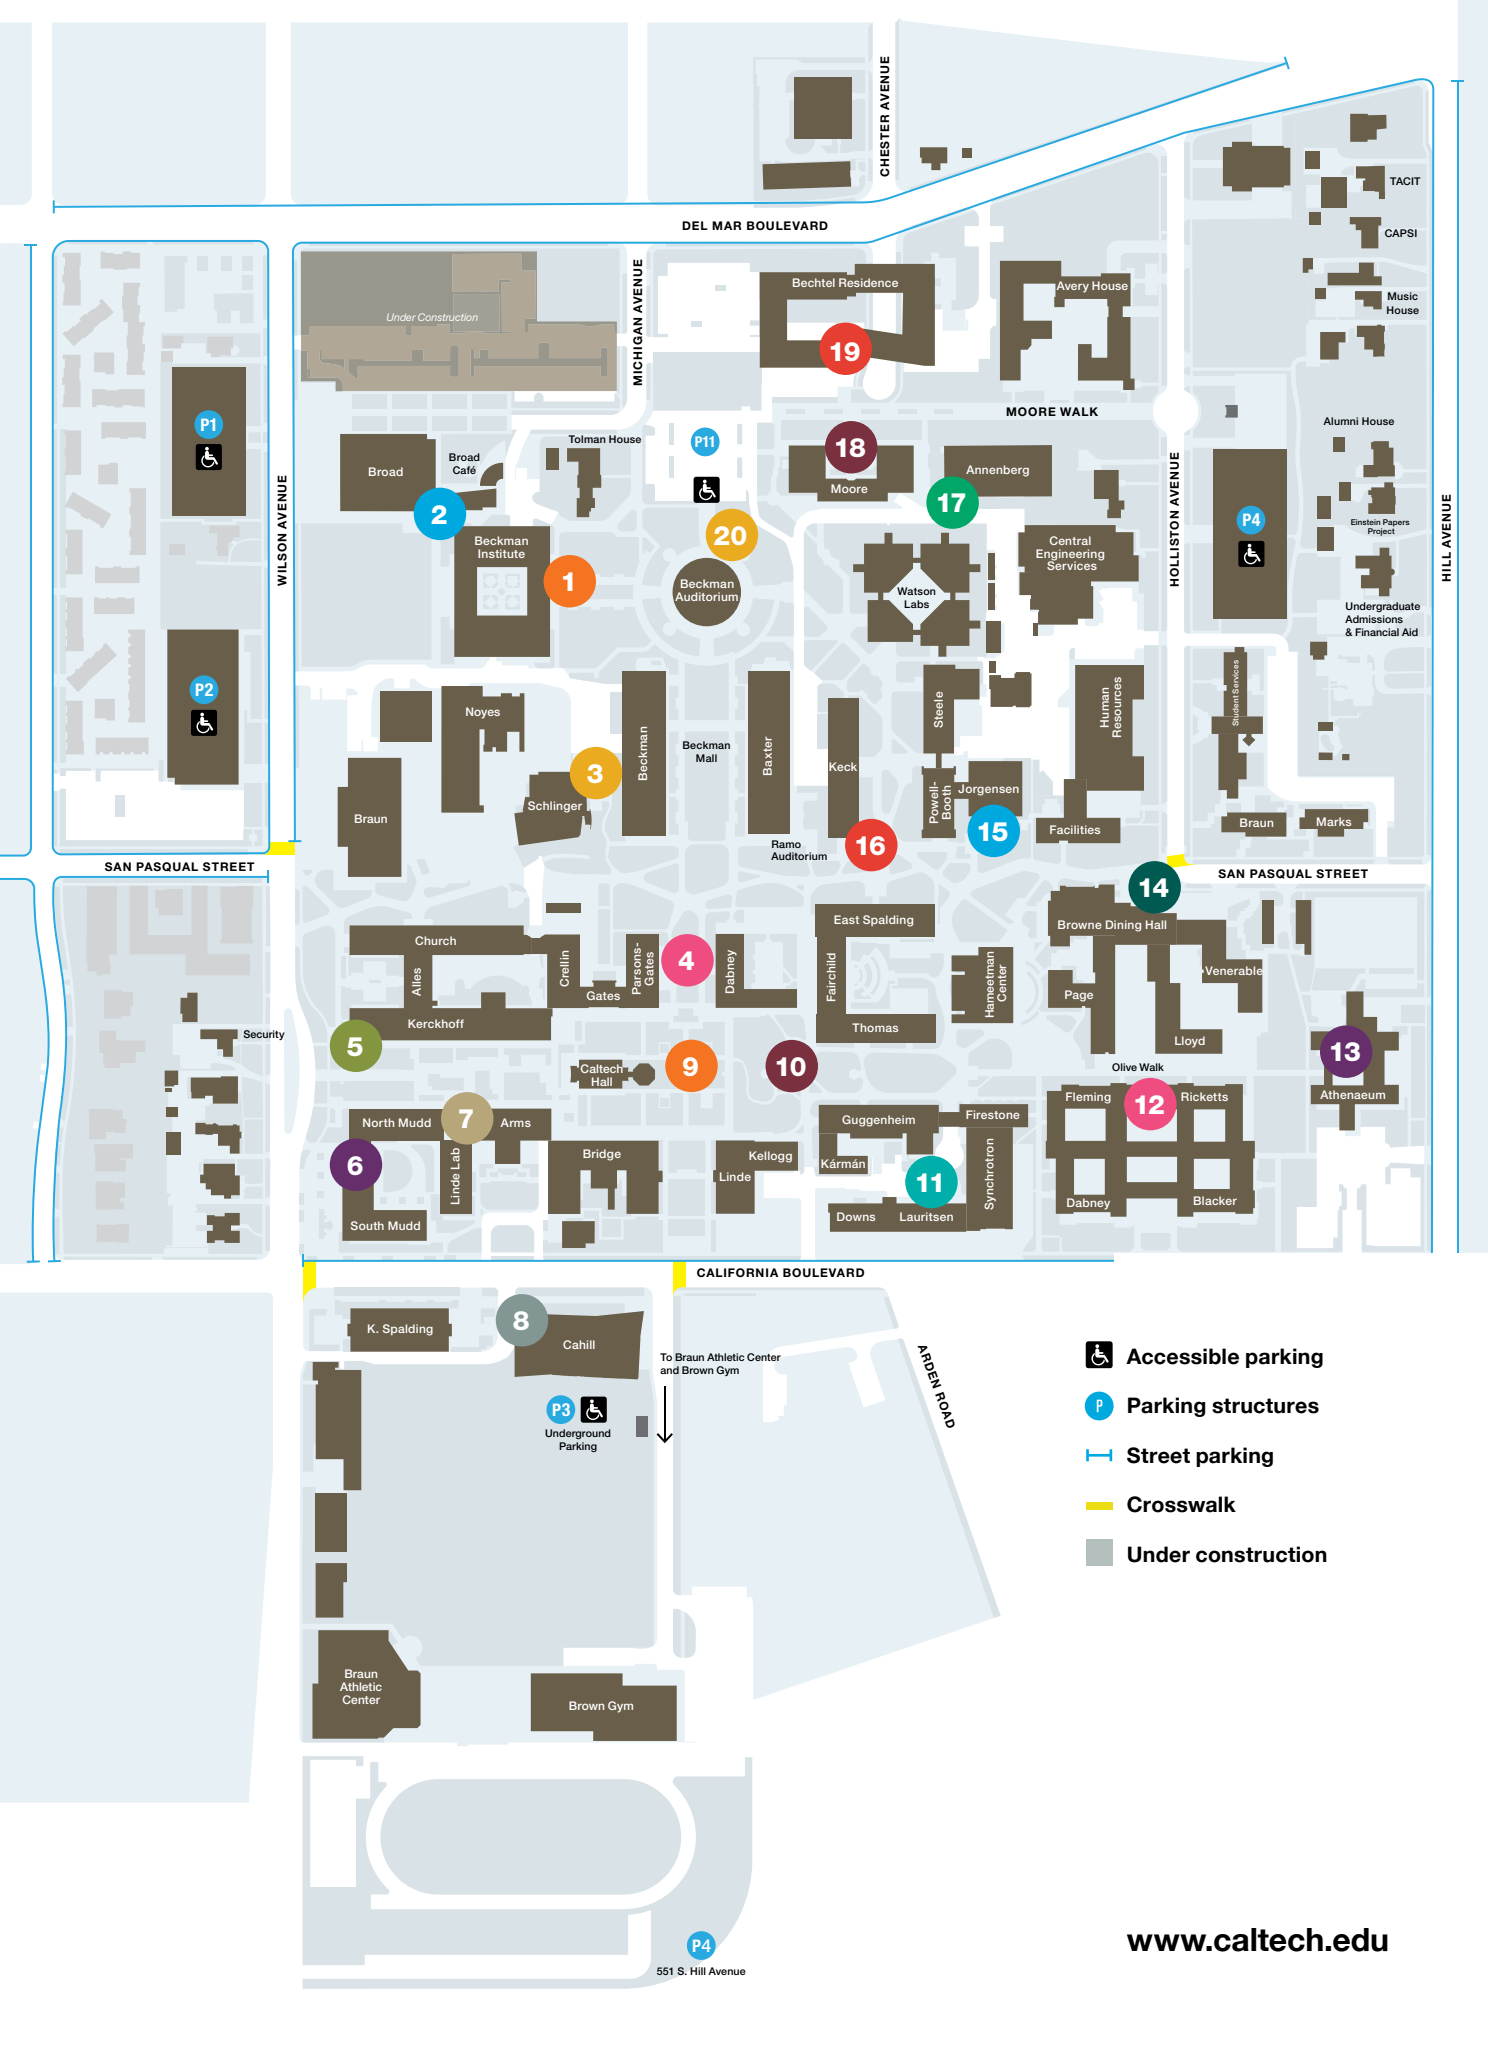 CHESTER AVENUE
TACIT
CAPSI
DEL MAR BOULEVARD
MICHIGAN AVENUE
Under Construction
Bechtel Residence
Avery House
Music
House
19
MOORE WALK
P1
Alumni House
Tolman House
P11
Broad
Broad
Café
18
Moore
Annenberg
17
WILSON AVENUE
HOLLISTON AVENUE
HILL AVENUE
P4
Einstein Papers
Project
2
Beckman
Institute
1
20
Beckman
Auditorium
Central
Engineering
Services
Watson
Labs
Undergraduate
Admissions
& Financial Aid
P2
Noyes
Beckman
Beckman
Mall
Baxter
Keck
Steele
Human
Resources
Student Services
3
Schlinger
Braun
Powell-
Booth
Jorgensen
15
Facilities
Braun
Marks
Ramo
Auditorium
16
SAN PASQUAL STREET
SAN PASQUAL STREET
14
Church
Alles
Crellin
Gates
Parsons-
Gates
4
Dabney
East Spalding
Fairchild
Thomas
Hameetman
Center
Browne Dining Hall
Venerable
Page
Lloyd
Security
Kerckhoff
5
Caltech
Hall
9
10
Olive Walk
13
Athenaeum
North Mudd
7
Arms
Guggenheim
Firestone
Fleming
12
Ricketts
6
Linde Lab
Bridge
Kellogg
Linde
Kármán
11
Synchrotron
South Mudd
Downs
Lauritsen
Dabney
Blacker
CALIFORNIA BOULEVARD
K. Spalding
8
Cahill
To Braun Athletic Center
and Brown Gym
ARDEN ROAD
P3
Underground
Parking
Accessible parking
P
Parking structures
Street parking
Crosswalk
Under construction
Braun
Athletic
Center
Brown Gym
P4
551 S. Hill Avenue
www.caltech.edu